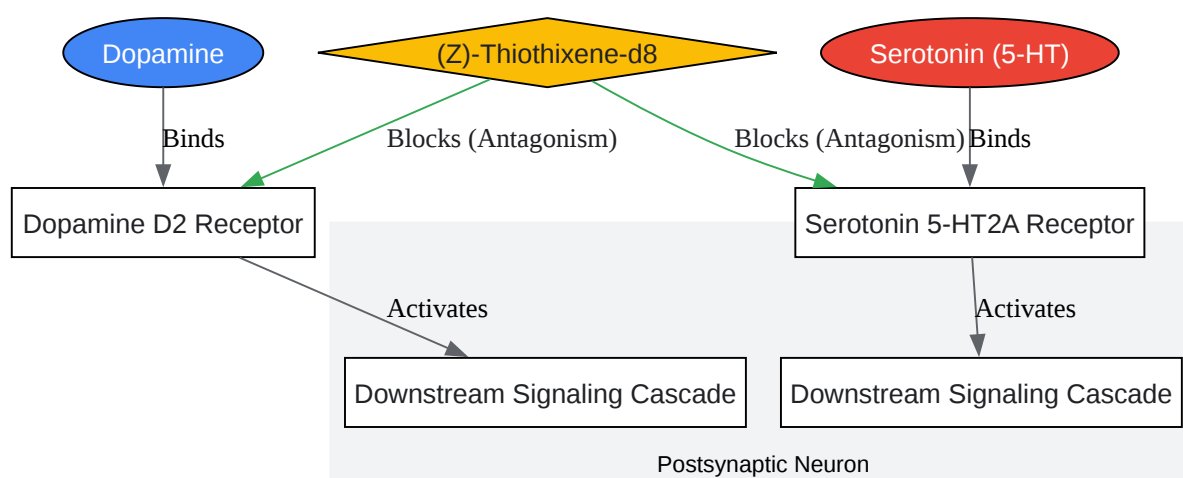 Dopamine
(Z)-Thiothixene-d8
Serotonin (5-HT)
Binds
Blocks (Antagonism)
Blocks (Antagonism)
Binds
Dopamine D2 Receptor
Serotonin 5-HT2A Receptor
Activates
Activates
Downstream Signaling Cascade
Downstream Signaling Cascade
Postsynaptic Neuron